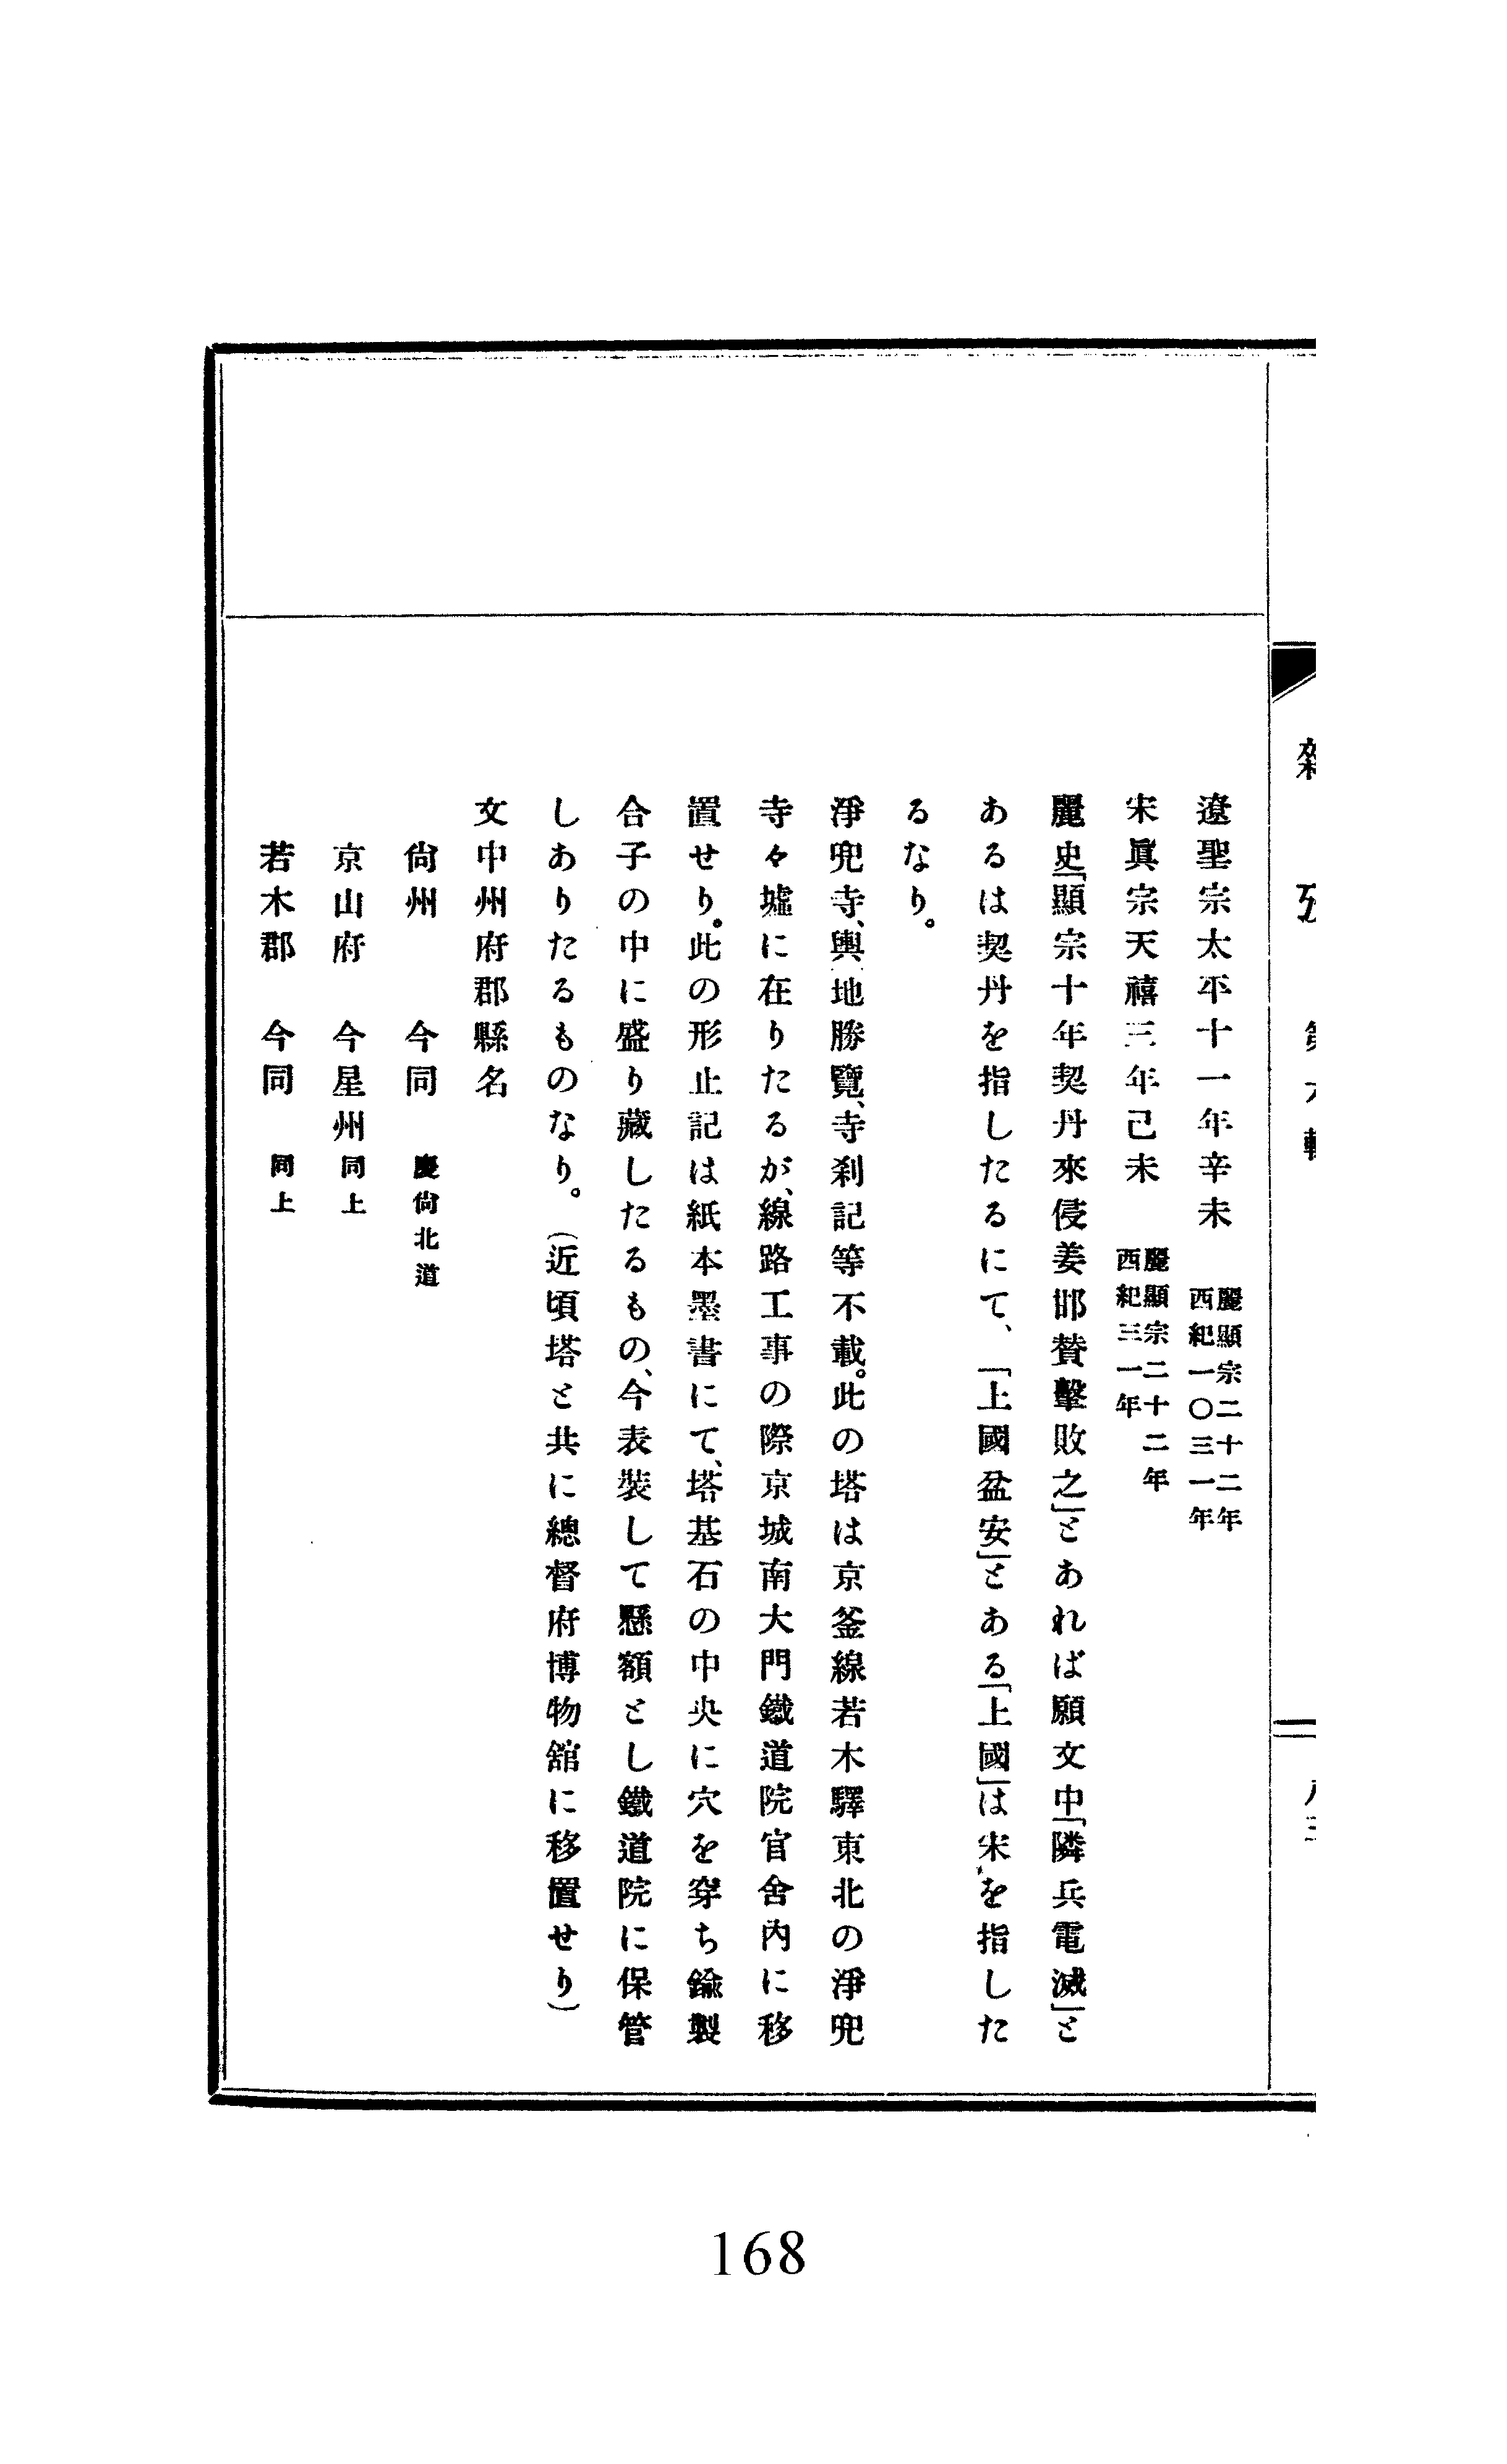 遼聖宗太平十一年辛未 麗顯宗二十二年
西紀一〇三一年
宋眞宗天禧三年己未 麗顯宗二十二年
西紀三一年
麗史「顯宗十年契丹來侵姜邯賛擊敗之」とあれば願文中「隣兵電滅」と
あるは契丹を指したるにて、「上國盆安」とある「上國」は宋を指した
るなり。
淨兜寺、輿地勝覽、寺刹記等不載。此の塔は京釜線若木驛東北の淨兜
寺々墟に在りたるが、線路工事の際京城南大門鐵道院官舍內に移
置せり。此の形止記は紙本墨書にて、塔基石の中央に穴を穿ち鍮製
合子の中に盛り藏したるもの、今表裝して懸額とし鐵道院に保管
しありたるものなり。(近頃塔と共に總督府博物舘に移置せり)
文中州府郡縣名
尙州 今同 慶尙北道
京山府 今星州 同上
若木郡 今同 同上
168